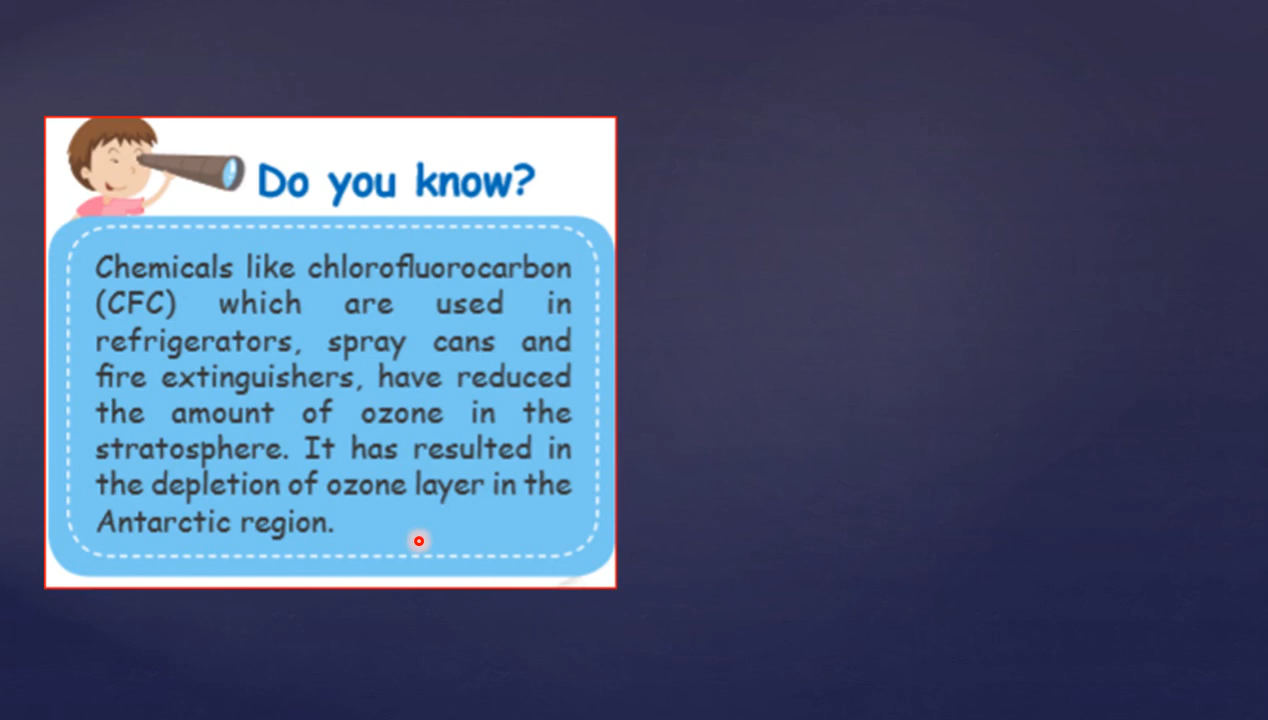 Do you know?
Chemicals like chlorofluorocarbon
(CFC) which are used in
refrigerators, spray cans and
fire extinguishers, have reduced
the amount of ozone in the
stratosphere. It has resulted in
the depletion of ozone layer in the
Antarctic region.